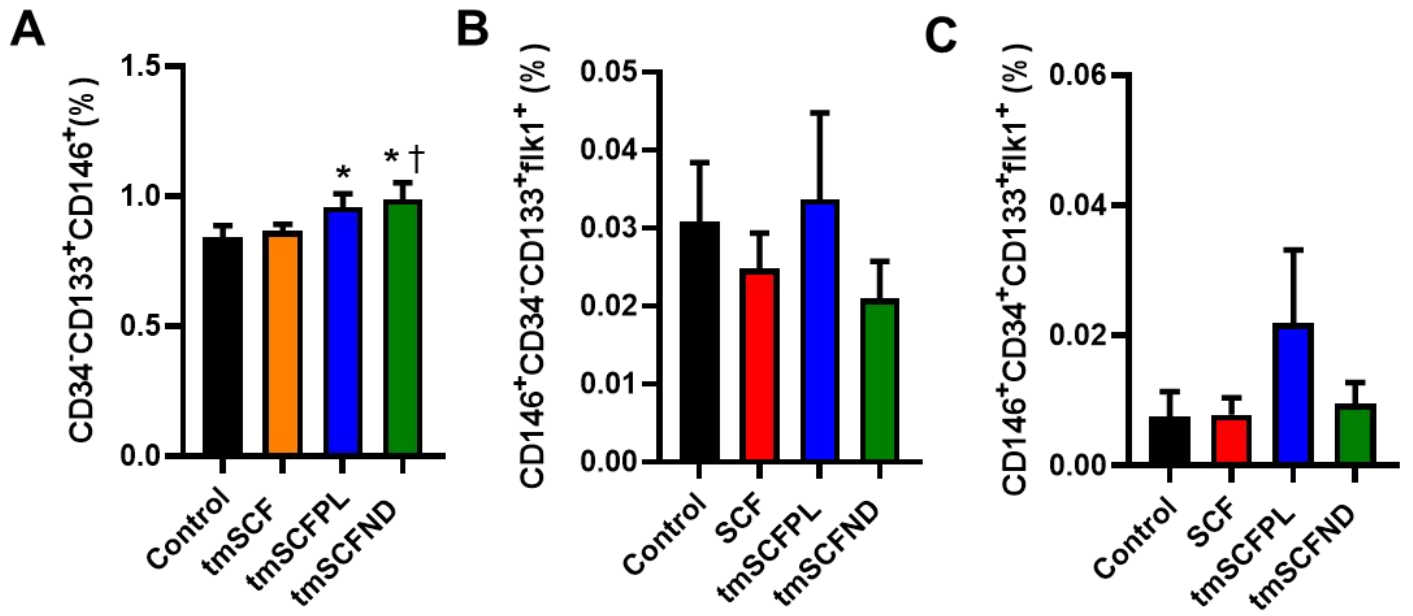 A
CD34⁻CD133⁺CD146⁺(%)
1.5
1.0
0.5
0.0
*
* †
Control
tmSCF
tmSCFPL
tmSCFND
B
CD146⁺CD34⁻CD133⁺flk1⁺ (%)
0.05
0.04
0.03
0.02
0.01
0.00
Control
SCF
tmSCFPL
tmSCFND
C
CD146⁺CD34⁺CD133⁺flk1⁺ (%)
0.06
0.04
0.02
0.00
Control
SCF
tmSCFPL
tmSCFND